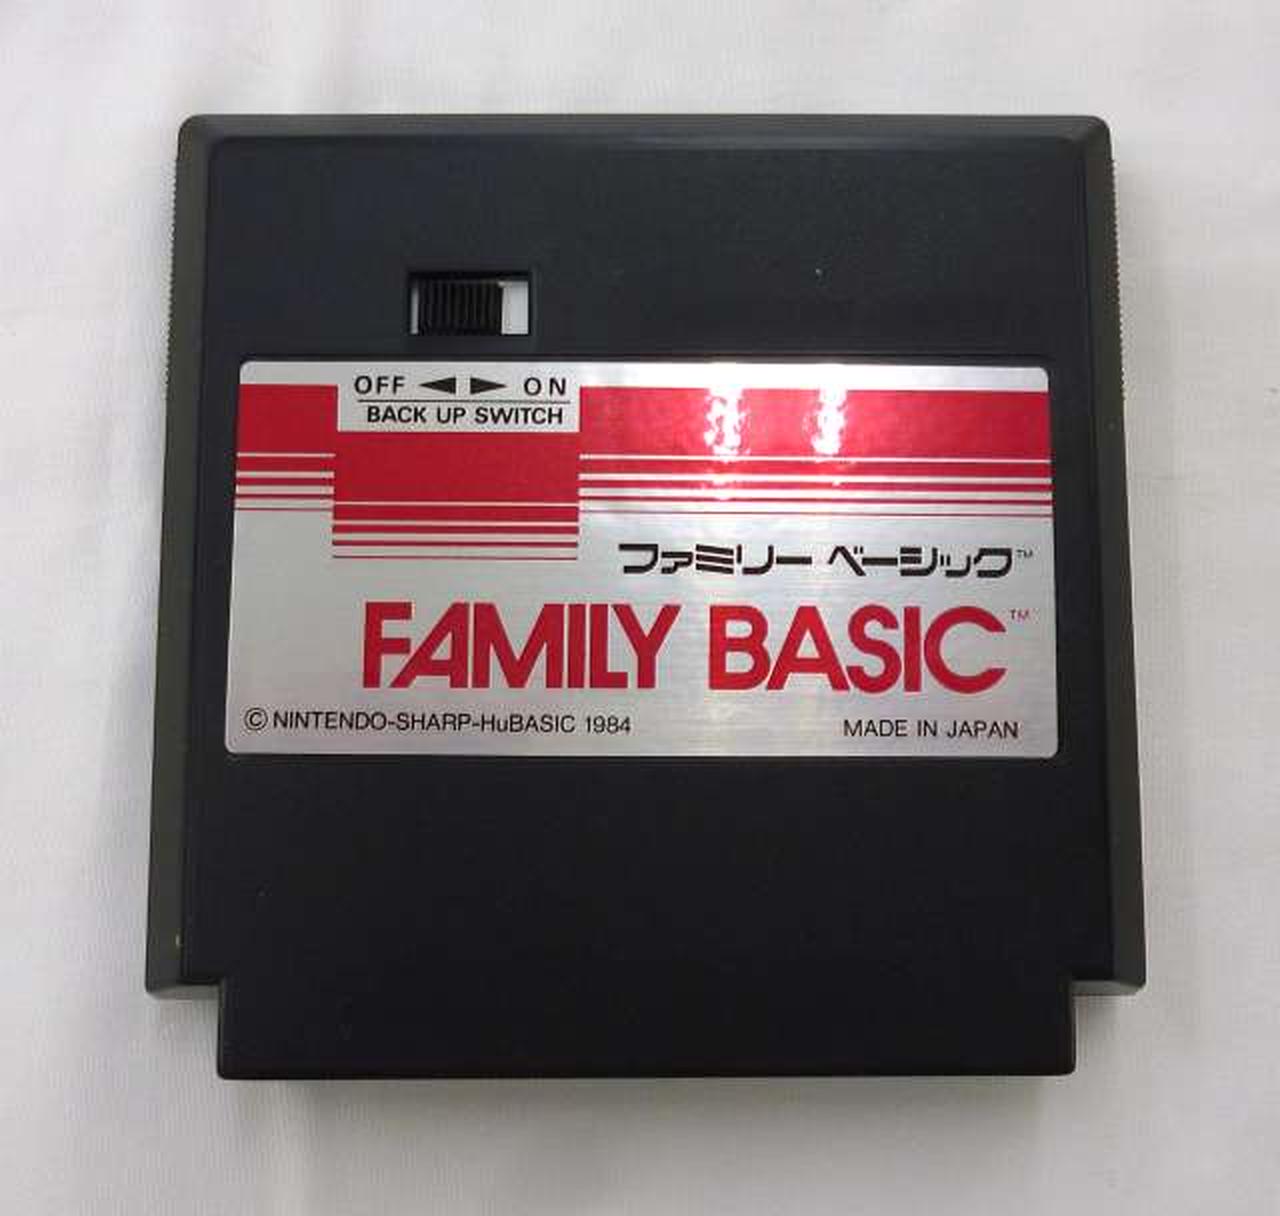 OFF ◀ ▶ ON
BACK UP SWITCH
ファミリー ベーシック™
FAMILY BASIC™
© NINTENDO-SHARP-HuBASIC 1984
MADE IN JAPAN